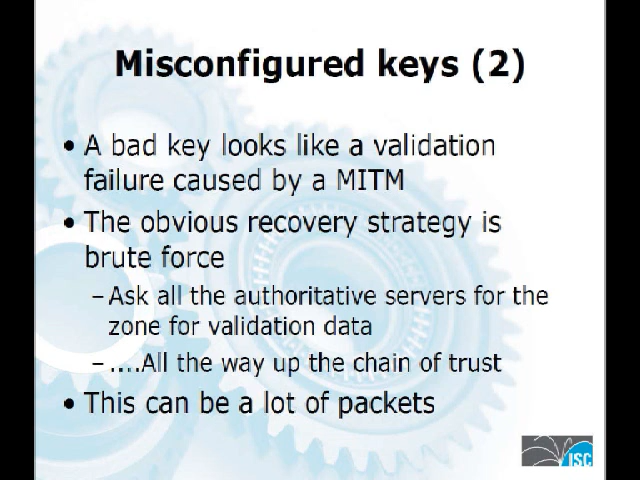 Misconfigured keys (2)
• A bad key looks like a validation
failure caused by a MITM
• The obvious recovery strategy is
brute force
– Ask all the authoritative servers for the
zone for validation data
– ....All the way up the chain of trust
• This can be a lot of packets
ISC